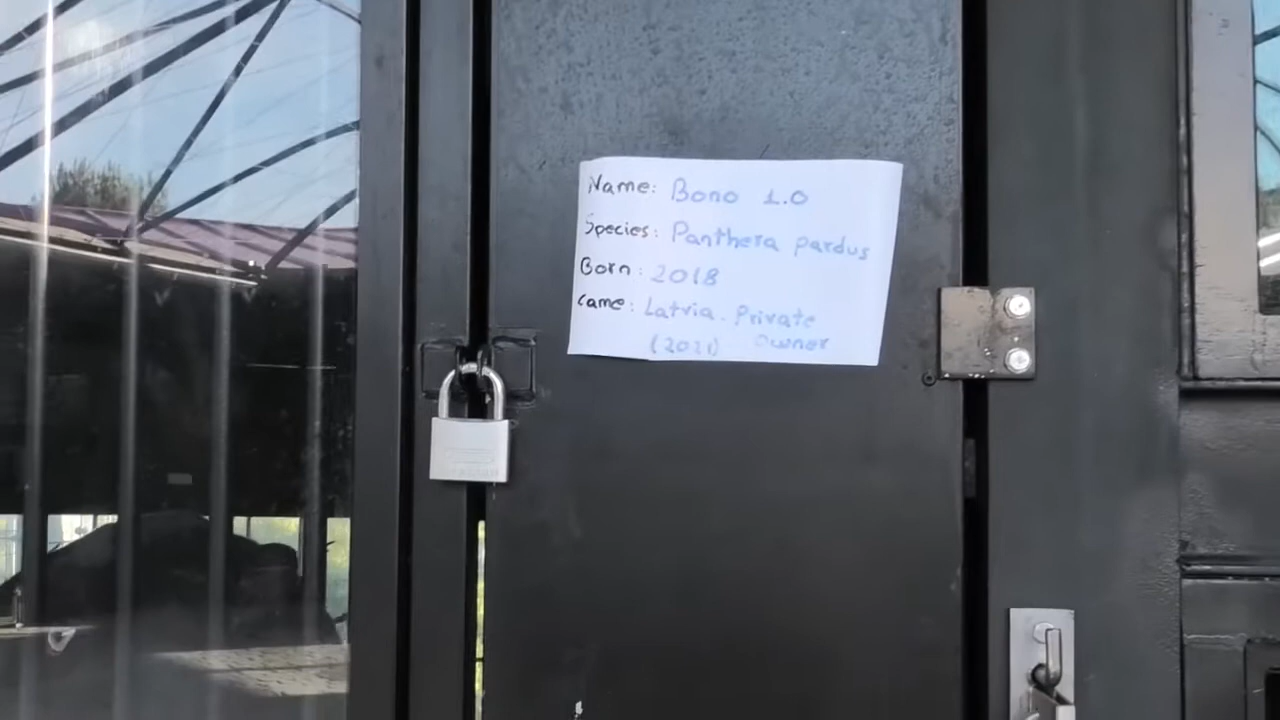 Name: Bono 1.0
Species: Panthera pardus
Born: 2018
Came: Latvia. Private
(2021) Owner